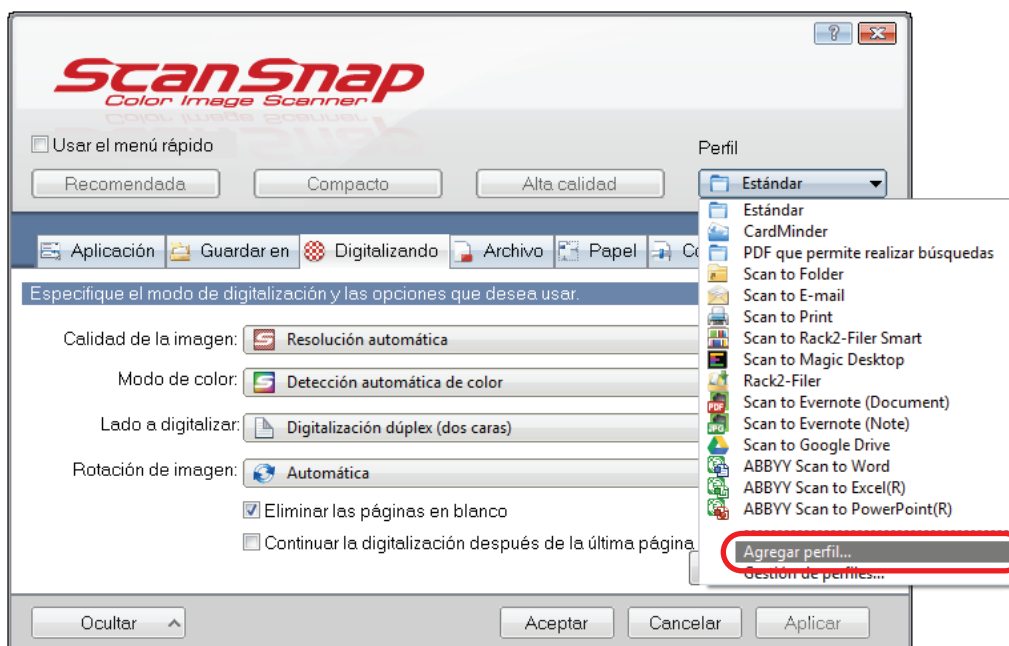 ScanSnap
Color Image Scanner
Usar el menú rápido
Perfil
Recomendada
Compacto
Alta calidad
Estándar
Estándar
CardMinder
PDF que permite realizar búsquedas
Scan to Folder
Scan to E-mail
Scan to Print
Scan to Rack2-Filer Smart
Scan to Magic Desktop
Rack2-Filer
Scan to Evernote (Document)
Scan to Evernote (Note)
Scan to Google Drive
ABBYY Scan to Word
ABBYY Scan to Excel(R)
ABBYY Scan to PowerPoint(R)
Agregar perfil...
Gestión de perfiles...
Aplicación
Guardar en
Digitalizando
Archivo
Papel
Especifique el modo de digitalización y las opciones que desea usar.
Calidad de la imagen:
Resolución automática
Modo de color:
Detección automática de color
Lado a digitalizar:
Digitalización dúplex (dos caras)
Rotación de imagen:
Automática
Eliminar las páginas en blanco
Continuar la digitalización después de la última página
Ocultar
Aceptar
Cancelar
Aplicar